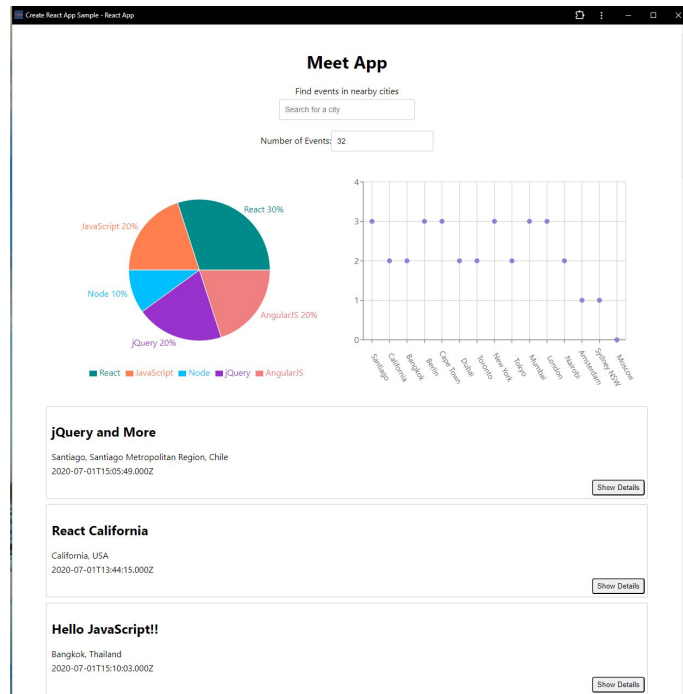 Create React App Sample - React App
Meet App
Find events in nearby cities
Search for a city
Number of Events: 32
React 30%
JavaScript 20%
Node 10%
AngularJS 20%
jQuery 20%
React JavaScript Node jQuery AngularJS
4
3
2
1
0
Santiago California Bangkok Berlin Cape Town Dubai Toronto New York Tokyo Mumbai London Nairobi Amsterdam Sydney NSW Moscow
jQuery and More
Santiago, Santiago Metropolitan Region, Chile
2020-07-01T15:05:49.000Z
Show Details
React California
California, USA
2020-07-01T13:44:15.000Z
Show Details
Hello JavaScript!!
Bangkok, Thailand
2020-07-01T15:10:03.000Z
Show Details